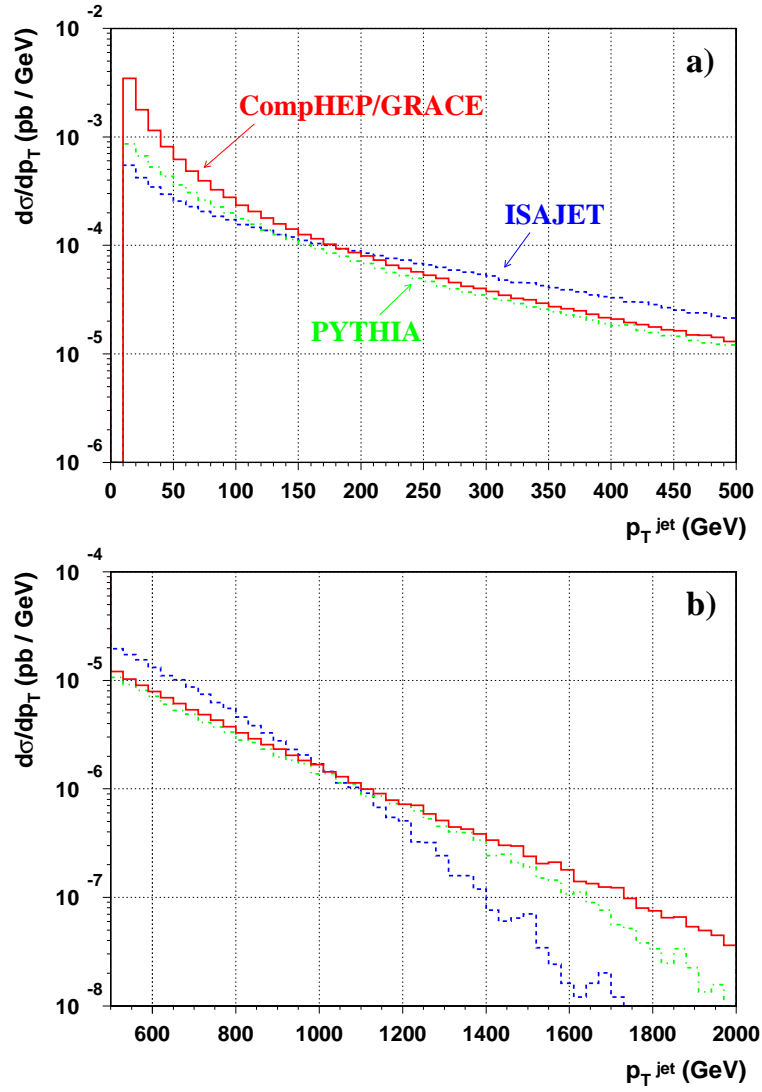 dσ/dp_T (pb / GeV)
10^-2
10^-3
10^-4
10^-5
10^-6
a)
CompHEP/GRACE
ISAJET
PYTHIA
0 50 100 150 200 250 300 350 400 450 500
p_T^jet (GeV)
dσ/dp_T (pb / GeV)
10^-4
10^-5
10^-6
10^-7
10^-8
b)
600 800 1000 1200 1400 1600 1800 2000
p_T^jet (GeV)